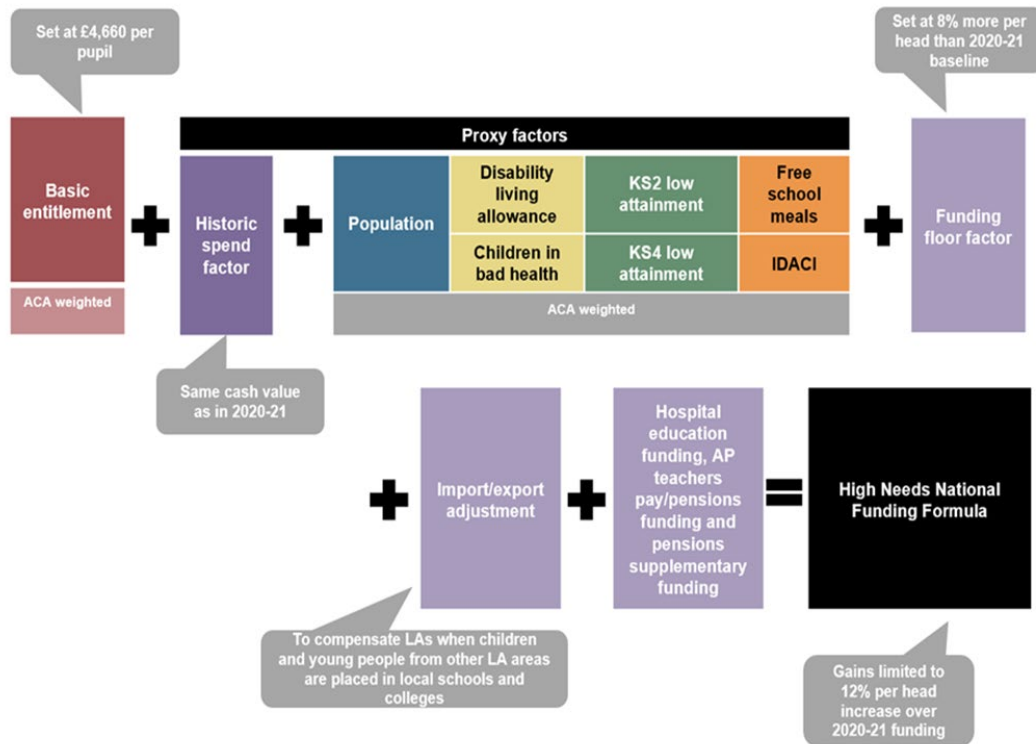 Set at £4,660 per
pupil
Set at 8% more per
head than 2020-21
baseline
Proxy factors
Basic
entitlement
ACA weighted
Historic
spend
factor
Population
Disability
living
allowance
Children in
bad health
KS2 low
attainment
KS4 low
attainment
Free
school
meals
IDACI
ACA weighted
Funding
floor factor
Same cash value
as in 2020-21
Import/export
adjustment
Hospital
education
funding, AP
teachers
pay/pensions
funding and
pensions
supplementary
funding
High Needs National
Funding Formula
To compensate LAs when children
and young people from other LA areas
are placed in local schools and
colleges
Gains limited to
12% per head
increase over
2020-21 funding